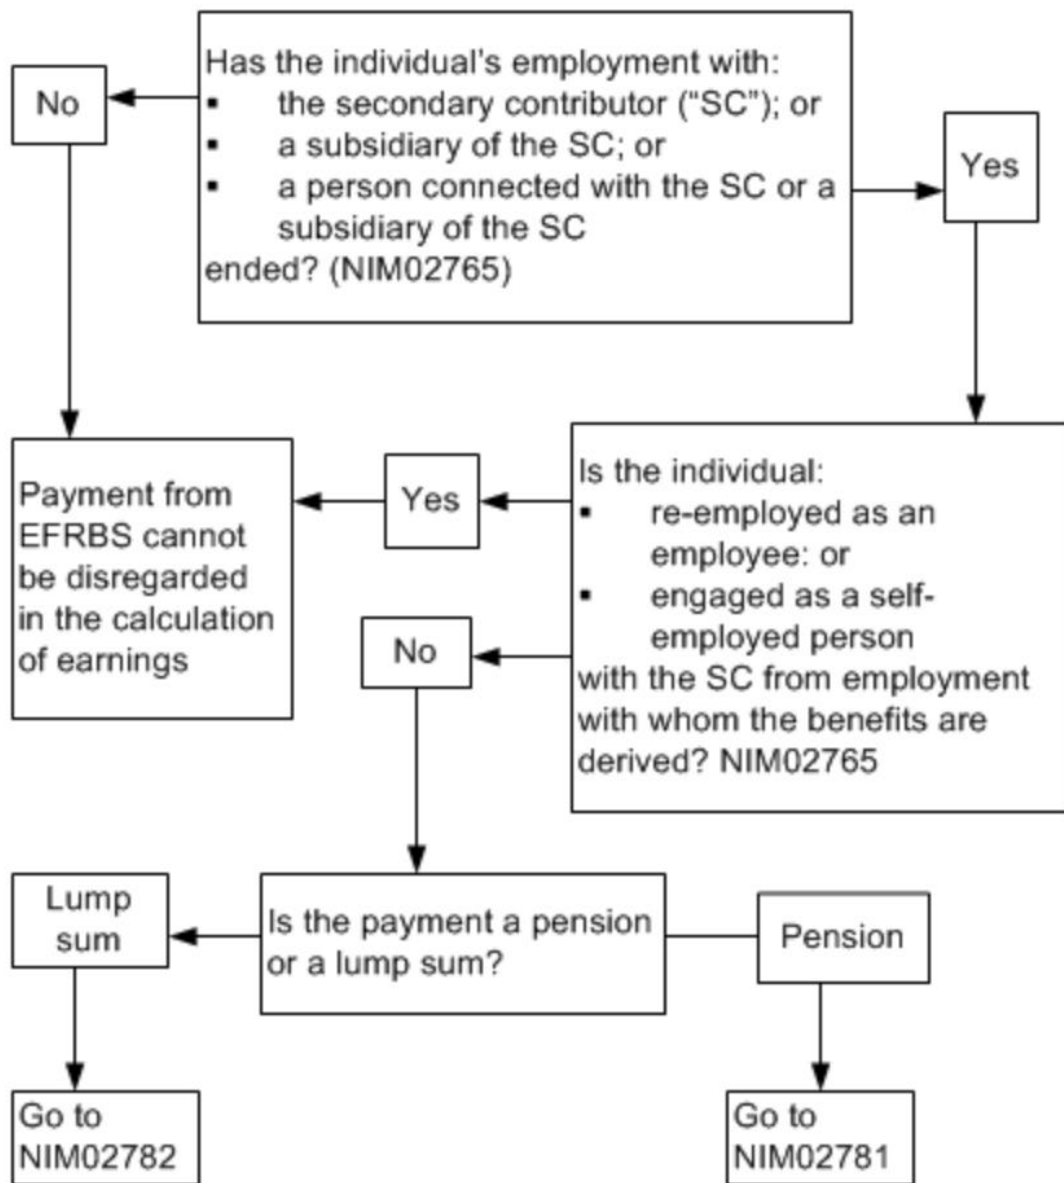 Has the individual’s employment with:
▪ the secondary contributor (“SC”); or
▪ a subsidiary of the SC; or
▪ a person connected with the SC or a
subsidiary of the SC
ended? (NIM02765)
No
Yes
Payment from
EFRBS cannot
be disregarded
in the calculation
of earnings
Yes
Is the individual:
▪ re-employed as an
employee: or
▪ engaged as a self-
employed person
with the SC from employment
with whom the benefits are
derived? NIM02765
No
Lump
sum
Is the payment a pension
or a lump sum?
Pension
Go to
NIM02782
Go to
NIM02781